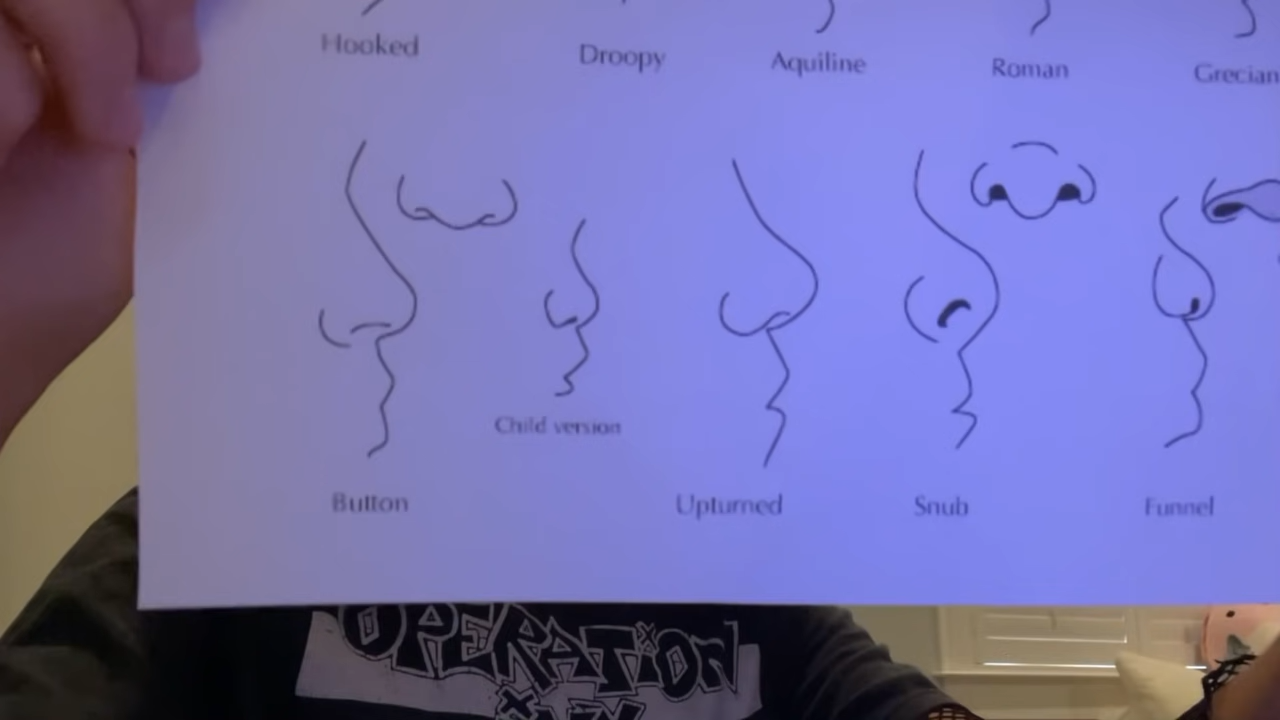 Hooked
Droopy
Aquiline
Roman
Grecian
Child version
Button
Upturned
Snub
Funnel
OPERATION